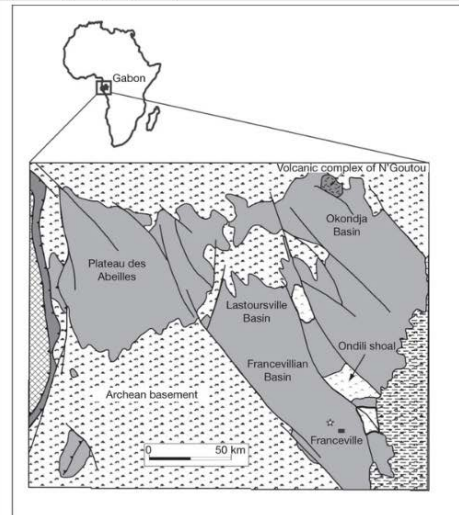 Gabon
Volcanic complex of N'Goutou
Okondja
Basin
Plateau des
Abeilles
Lastoursville
Basin
Ondili shoal
Francevillian
Basin
Archean basement
Franceville
0
50 km